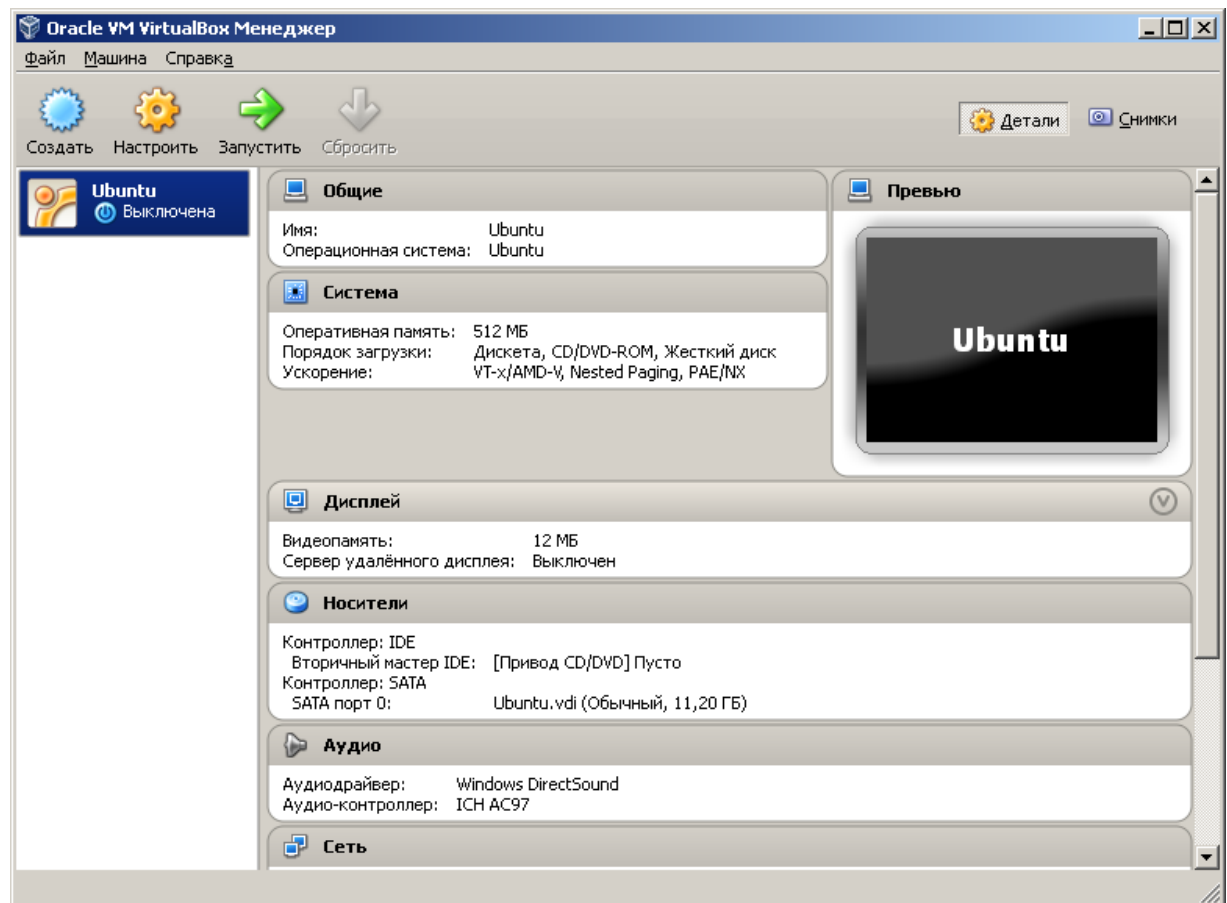 Oracle VM VirtualBox Менеджер
Файл Машина Справка
Создать Настроить Запустить Сбросить
Детали Снимки
Ubuntu
Выключена
Общие
Имя: Ubuntu
Операционная система: Ubuntu
Превью
Ubuntu
Система
Оперативная память: 512 МБ
Порядок загрузки: Дискета, CD/DVD-ROM, Жесткий диск
Ускорение: VT-x/AMD-V, Nested Paging, PAE/NX
Дисплей
Видеопамять: 12 МБ
Сервер удалённого дисплея: Выключен
Носители
Контроллер: IDE
Вторичный мастер IDE: [Привод CD/DVD] Пусто
Контроллер: SATA
SATA порт 0: Ubuntu.vdi (Обычный, 11,20 ГБ)
Аудио
Аудиодрайвер: Windows DirectSound
Аудио-контроллер: ICH AC97
Сеть